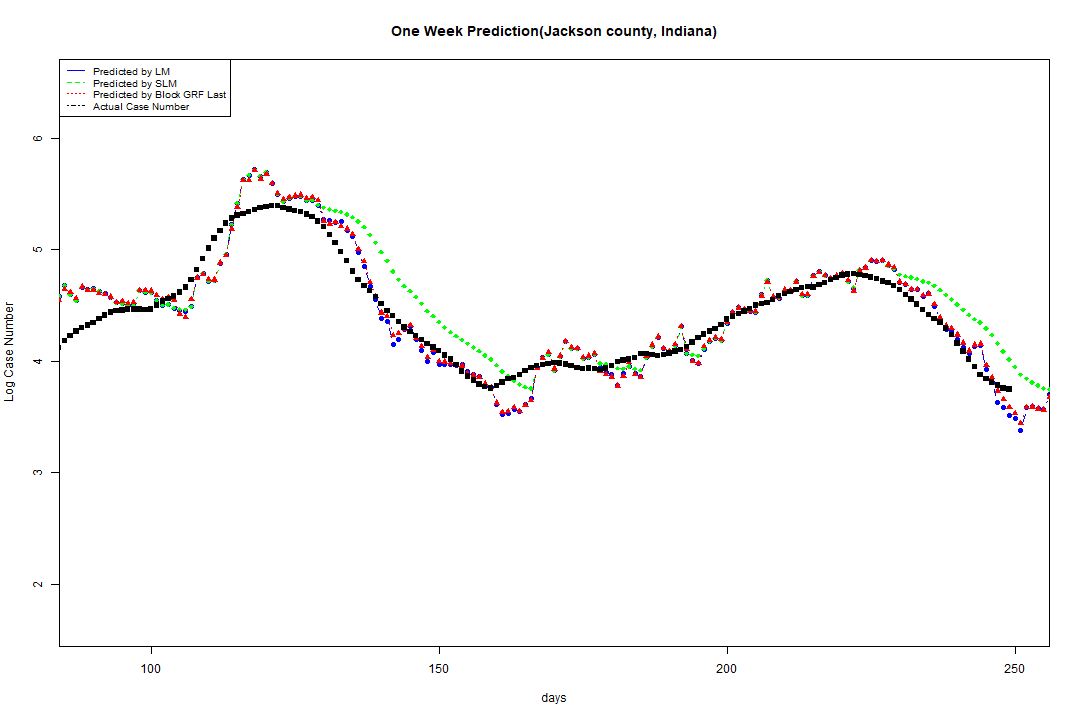 One Week Prediction(Jackson county, Indiana)
Predicted by LM
Predicted by SLM
Predicted by Block GRF Last
Actual Case Number
6
5
4
3
2
Log Case Number
100
150
200
250
days